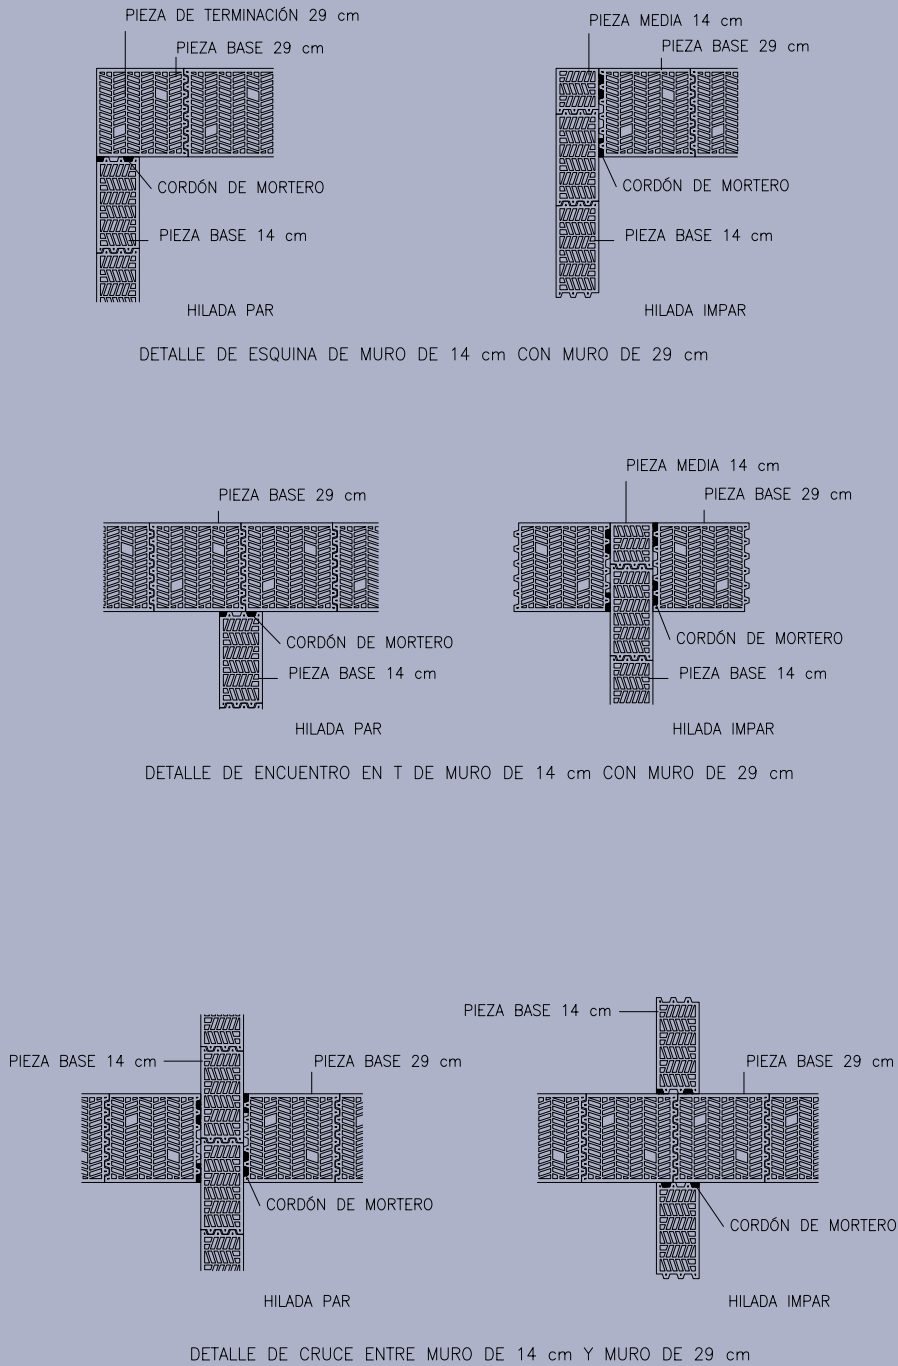 PIEZA DE TERMINACIÓN 29 cm
PIEZA BASE 29 cm
CORDÓN DE MORTERO
PIEZA BASE 14 cm
HILADA PAR
PIEZA MEDIA 14 cm
PIEZA BASE 29 cm
CORDÓN DE MORTERO
PIEZA BASE 14 cm
HILADA IMPAR
DETALLE DE ESQUINA DE MURO DE 14 cm CON MURO DE 29 cm
PIEZA BASE 29 cm
CORDÓN DE MORTERO
PIEZA BASE 14 cm
HILADA PAR
PIEZA MEDIA 14 cm
PIEZA BASE 29 cm
CORDÓN DE MORTERO
PIEZA BASE 14 cm
HILADA IMPAR
DETALLE DE ENCUENTRO EN T DE MURO DE 14 cm CON MURO DE 29 cm
PIEZA BASE 14 cm
PIEZA BASE 29 cm
CORDÓN DE MORTERO
HILADA PAR
PIEZA BASE 14 cm
PIEZA BASE 29 cm
CORDÓN DE MORTERO
HILADA IMPAR
DETALLE DE CRUCE ENTRE MURO DE 14 cm Y MURO DE 29 cm